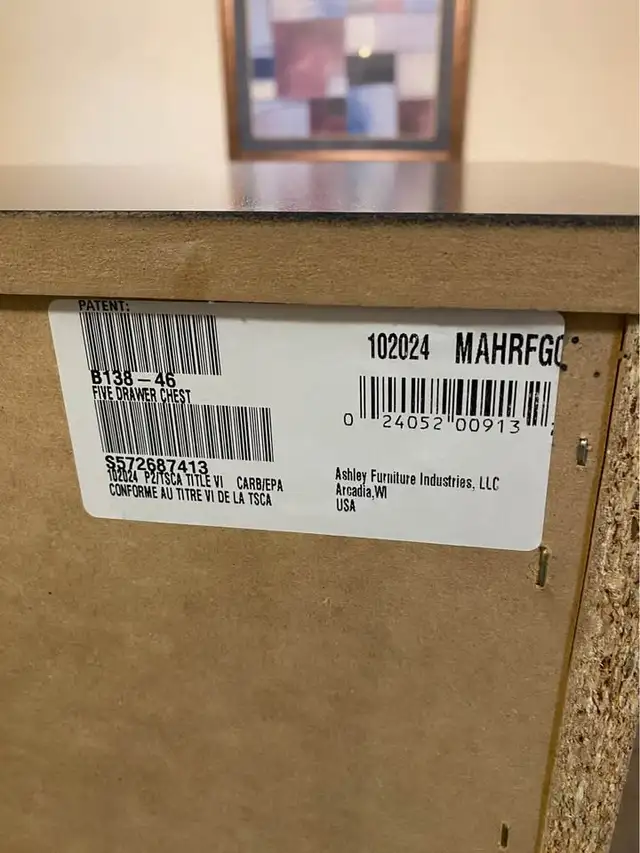 PATENT:
B138-46
FIVE DRAWER CHEST
S572687413
102024 P2/TSCA TITLE VI CARB/EPA
CONFORME AU TITRE VI DE LA TSCA
102024 MAHRFG
0 24052 00913
Ashley Furniture Industries, LLC
Arcadia,WI
USA